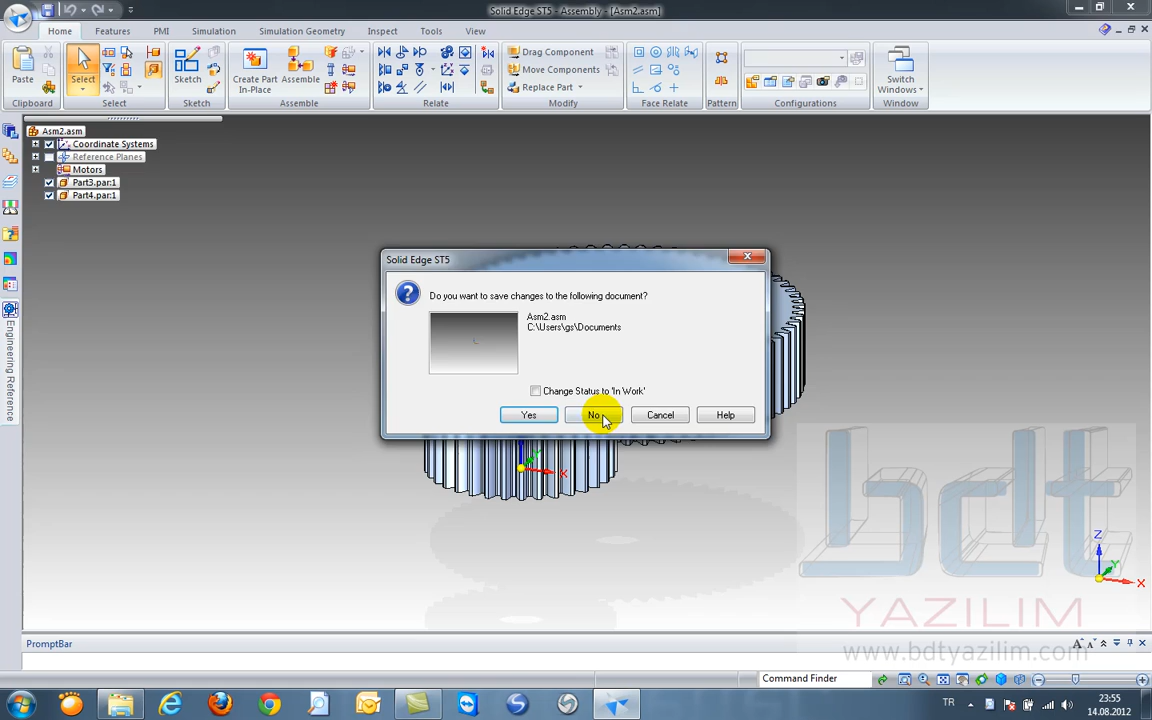 Solid Edge ST5 - Assembly - [Asm2.asm]
Home Features PMI Simulation Simulation Geometry Inspect Tools View
Paste
Select
Sketch
Create Part In-Place
Assembly
Drag Component
Move Components
Replace Part
Switch Windows
Clipboard Select Sketch Assemble Relate Modify Face Relate Pattern Configurations Window
Asm2.asm
Coordinate Systems
Reference Planes
Motors
Part3.par:1
Part4.par:1
Engineering Reference
Solid Edge ST5
Do you want to save changes to the following document?
Asm2.asm
C:\Users\gs\Documents
Change Status to 'In Work'
Yes No Cancel Help
Y
X
Z
Y
X
bdt
YAZILIM
www.bdtyazilim.com
PromptBar
Command Finder
TR
23:55
14.08.2012